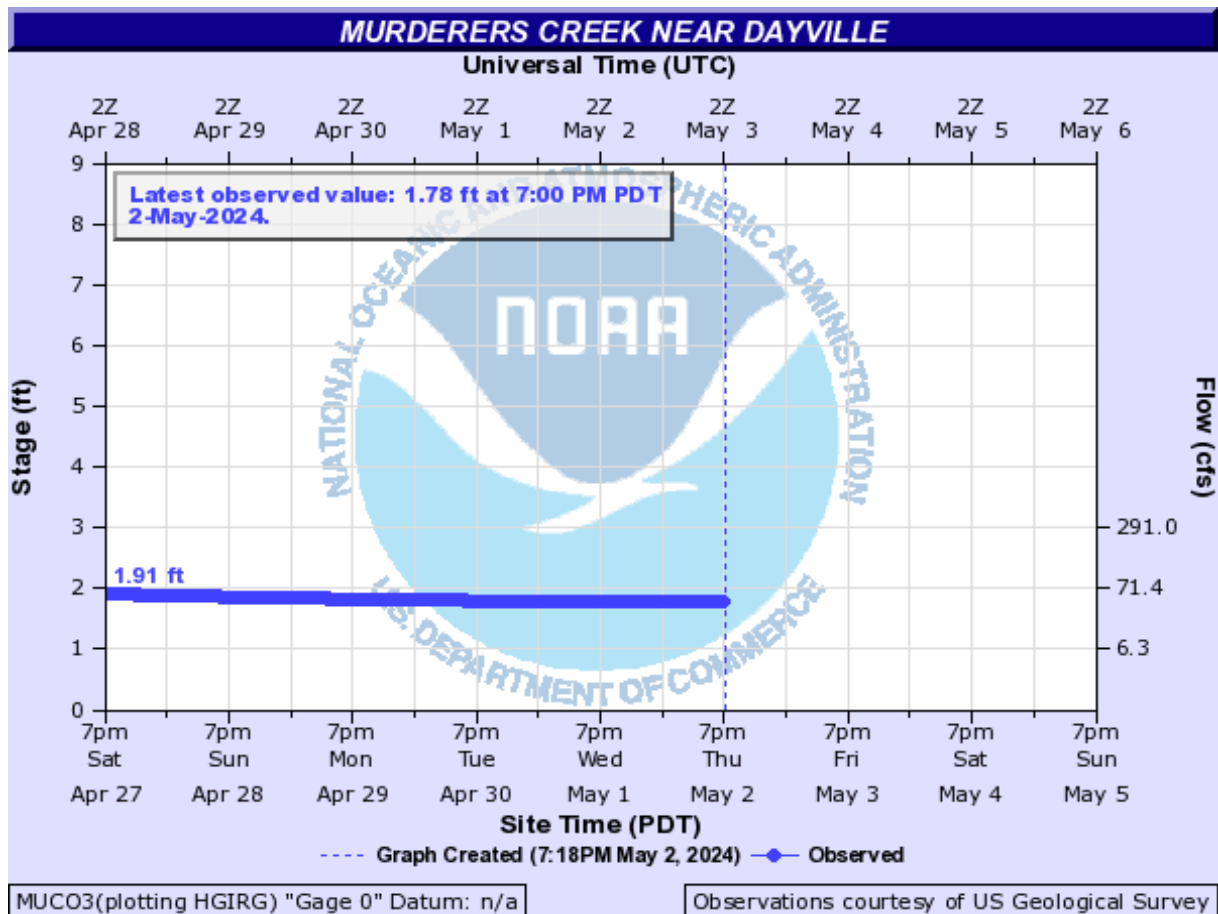 MURDERERS CREEK NEAR DAYVILLE
Universal Time (UTC)
2Z 2Z 2Z 2Z 2Z 2Z 2Z 2Z 2Z
Apr 28 Apr 29 Apr 30 May 1 May 2 May 3 May 4 May 5 May 6
Latest observed value: 1.78 ft at 7:00 PM PDT
2-May-2024.
NATIONAL OCEANIC AND ATMOSPHERIC ADMINISTRATION
NOAA
U.S. DEPARTMENT OF COMMERCE
Stage (ft)
9
8
7
6
5
4
3
2
1
0
1.91 ft
Flow (cfs)
291.0
71.4
6.3
7pm 7pm 7pm 7pm 7pm 7pm 7pm 7pm 7pm
Sat Sun Mon Tue Wed Thu Fri Sat Sun
Apr 27 Apr 28 Apr 29 Apr 30 May 1 May 2 May 3 May 4 May 5
Site Time (PDT)
Graph Created (7:18PM May 2, 2024) Observed
MUCO3(plotting HGIRG) "Gage 0" Datum: n/a
Observations courtesy of US Geological Survey